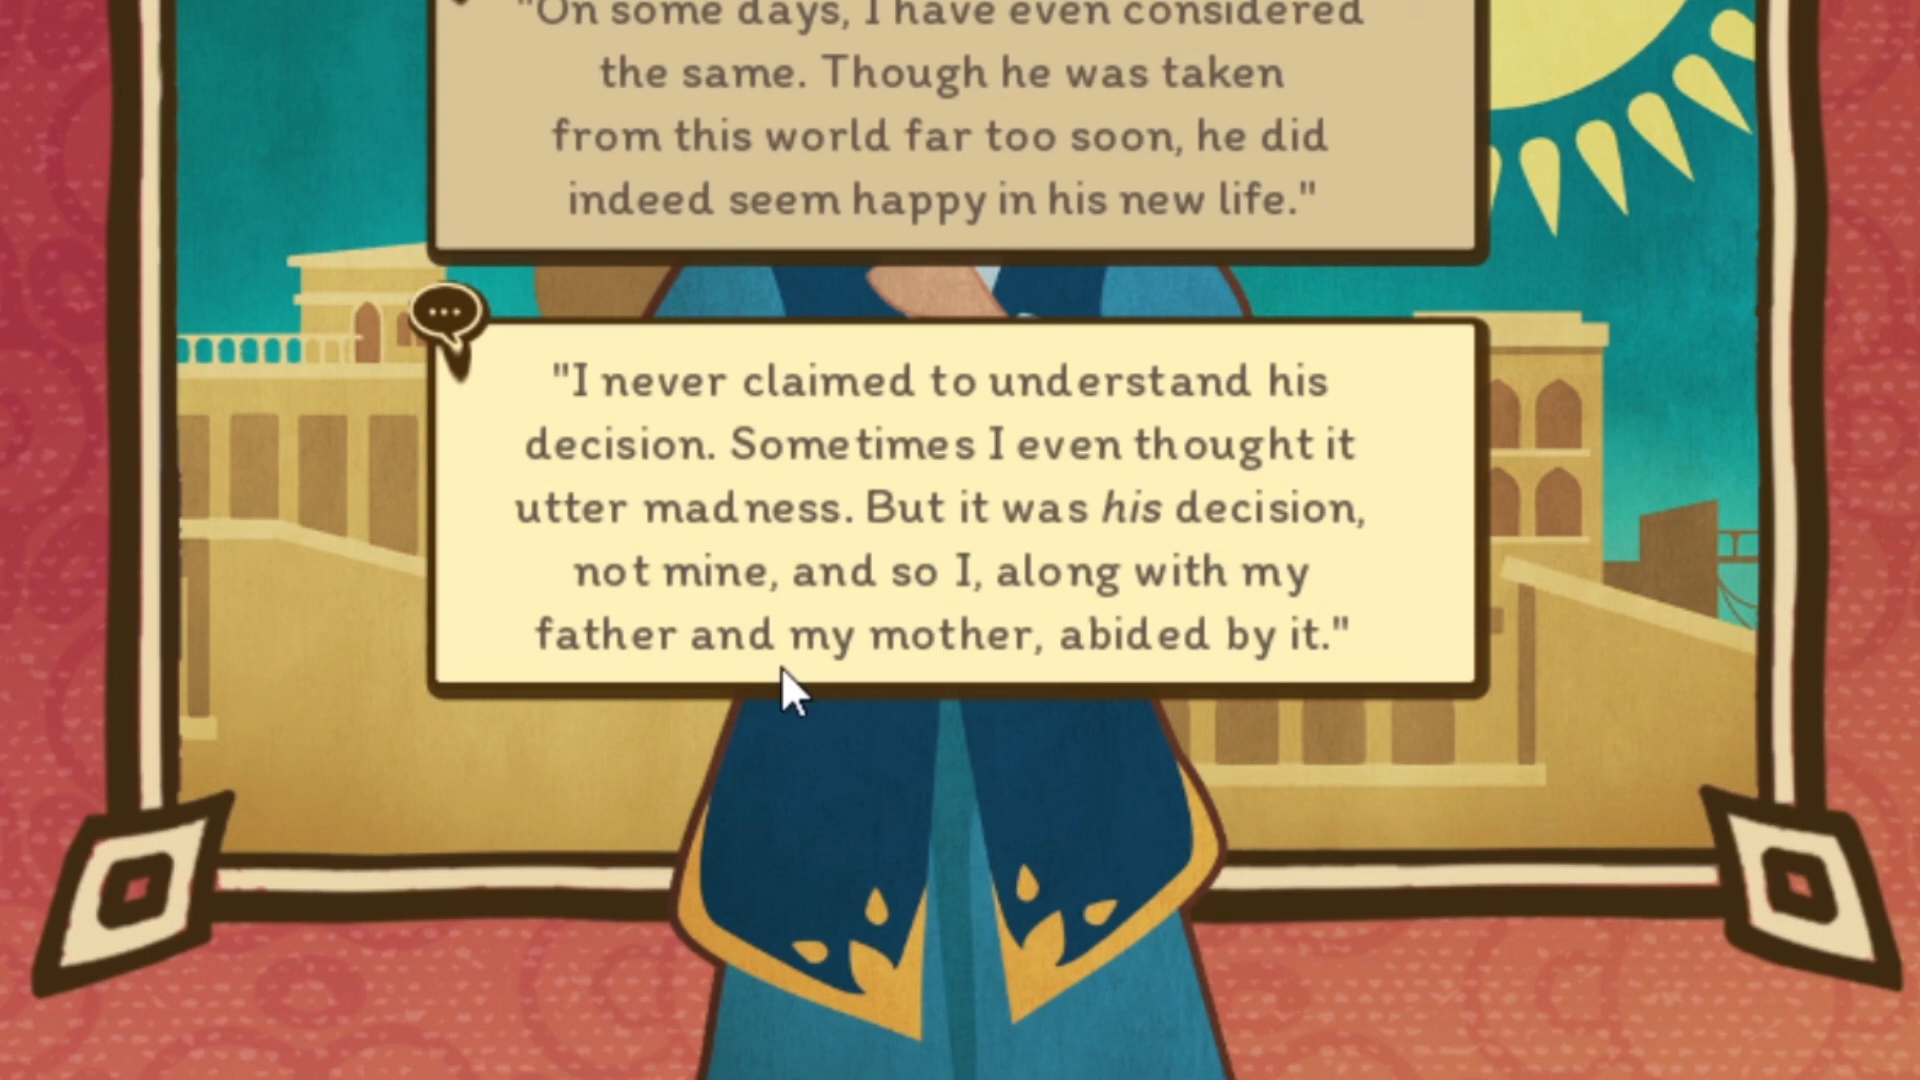 "On some days, I have even considered
the same. Though he was taken
from this world far too soon, he did
indeed seem happy in his new life."
"I never claimed to understand his
decision. Sometimes I even thought it
utter madness. But it was his decision,
not mine, and so I, along with my
father and my mother, abided by it."